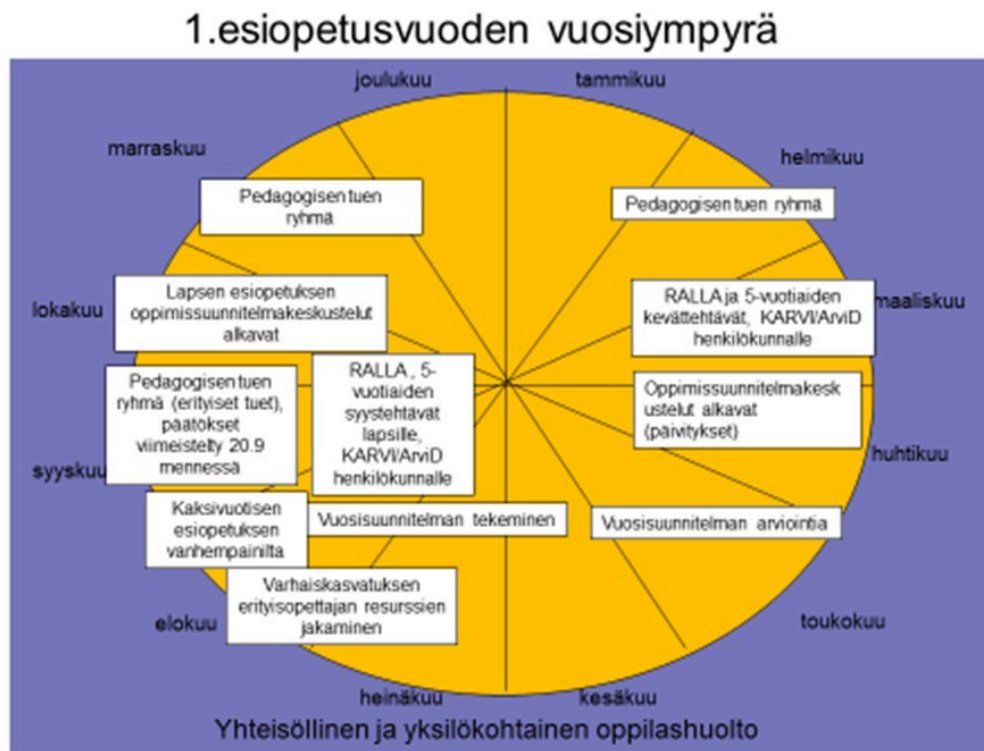 1.esiopetusvuoden vuosiympyrä
joulukuu
tammikuu
marraskuu
helmikuu
Pedagogisen tuen
ryhmä
Pedagogisen tuen ryhmä
lokakuu
Lapsen esiopetuksen
oppimissuunnitelmakeskustelut
alkavat
RALLA ja 5-vuotiaiden
kevättehtävät, KARVI/ArviD
henkilökunnalle
maaliskuu
Pedagogisen tuen
ryhmä (erityiset tuet),
päätökset
viimeistelty 20.9
mennessä
RALLA , 5-
vuotiaiden
syystehtävät
lapsille,
KARVI/ArviD
henkilökunnalle
Oppimissuunnitelmakesk
ustelut alkavat
(päivitykset)
syyskuu
huhtikuu
Kaksivuotisen
esiopetuksen
vanhempainilta
Vuosisuunnitelman tekeminen
Vuosisuunnitelman arviointia
Varhaiskasvatuksen
erityisopettajan resurssien
jakaminen
elokuu
toukokuu
heinäkuu
kesäkuu
Yhteisöllinen ja yksilökohtainen oppilashuolto